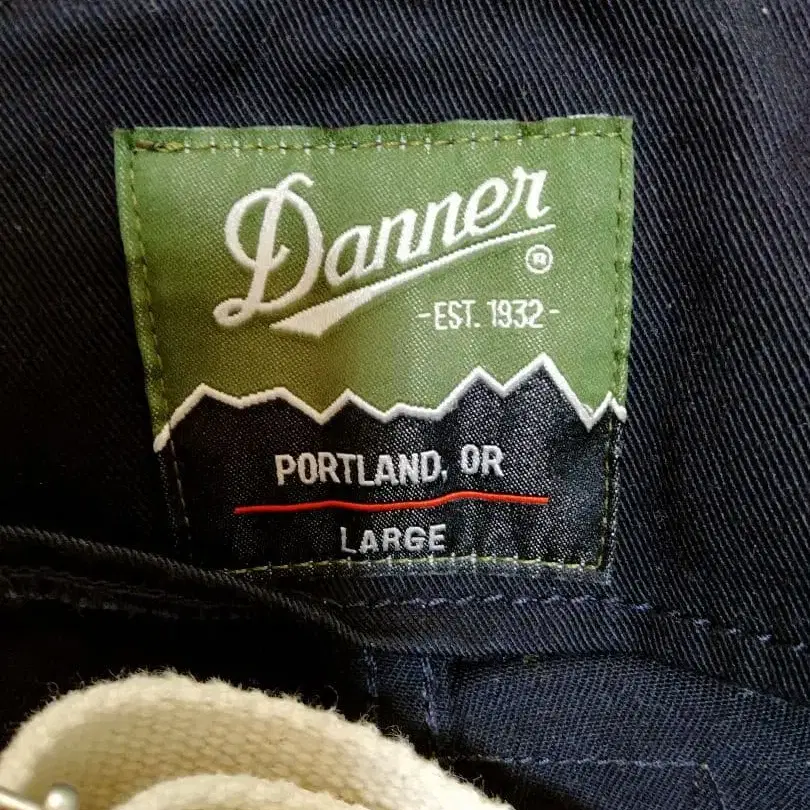 Danner
®
-EST. 1932-
PORTLAND, OR
LARGE